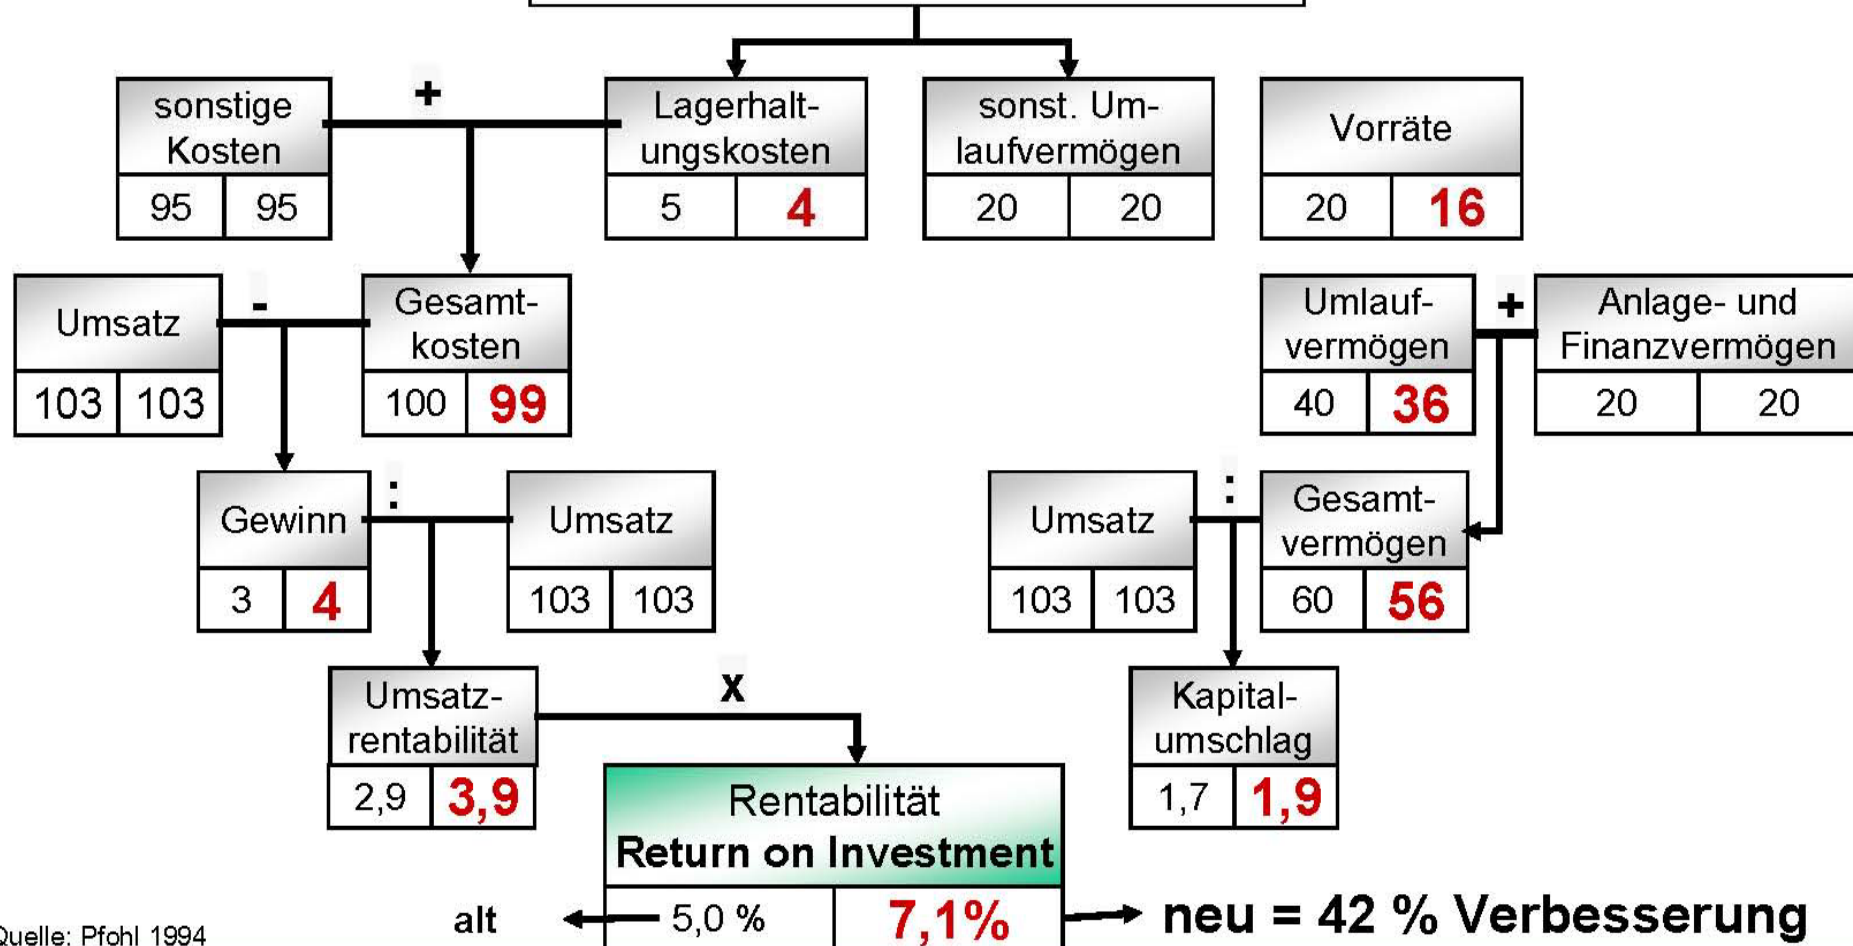 +
sonstige
Kosten
95 95
Lagerhalt-
ungskosten
5 4
sonst. Um-
laufvermögen
20 20
Vorräte
20 16
Umsatz
103 103
-
Gesamt-
kosten
100 99
Umlauf-
vermögen
40 36
+
Anlage- und
Finanzvermögen
20 20
Gewinn
3 4
:
Umsatz
103 103
Umsatz
103 103
:
Gesamt-
vermögen
60 56
Umsatz-
rentabilität
2,9 3,9
x
Kapital-
umschlag
1,7 1,9
Rentabilität
Return on Investment
alt 5,0 % 7,1% neu = 42 % Verbesserung
Quelle: Pfohl 1994